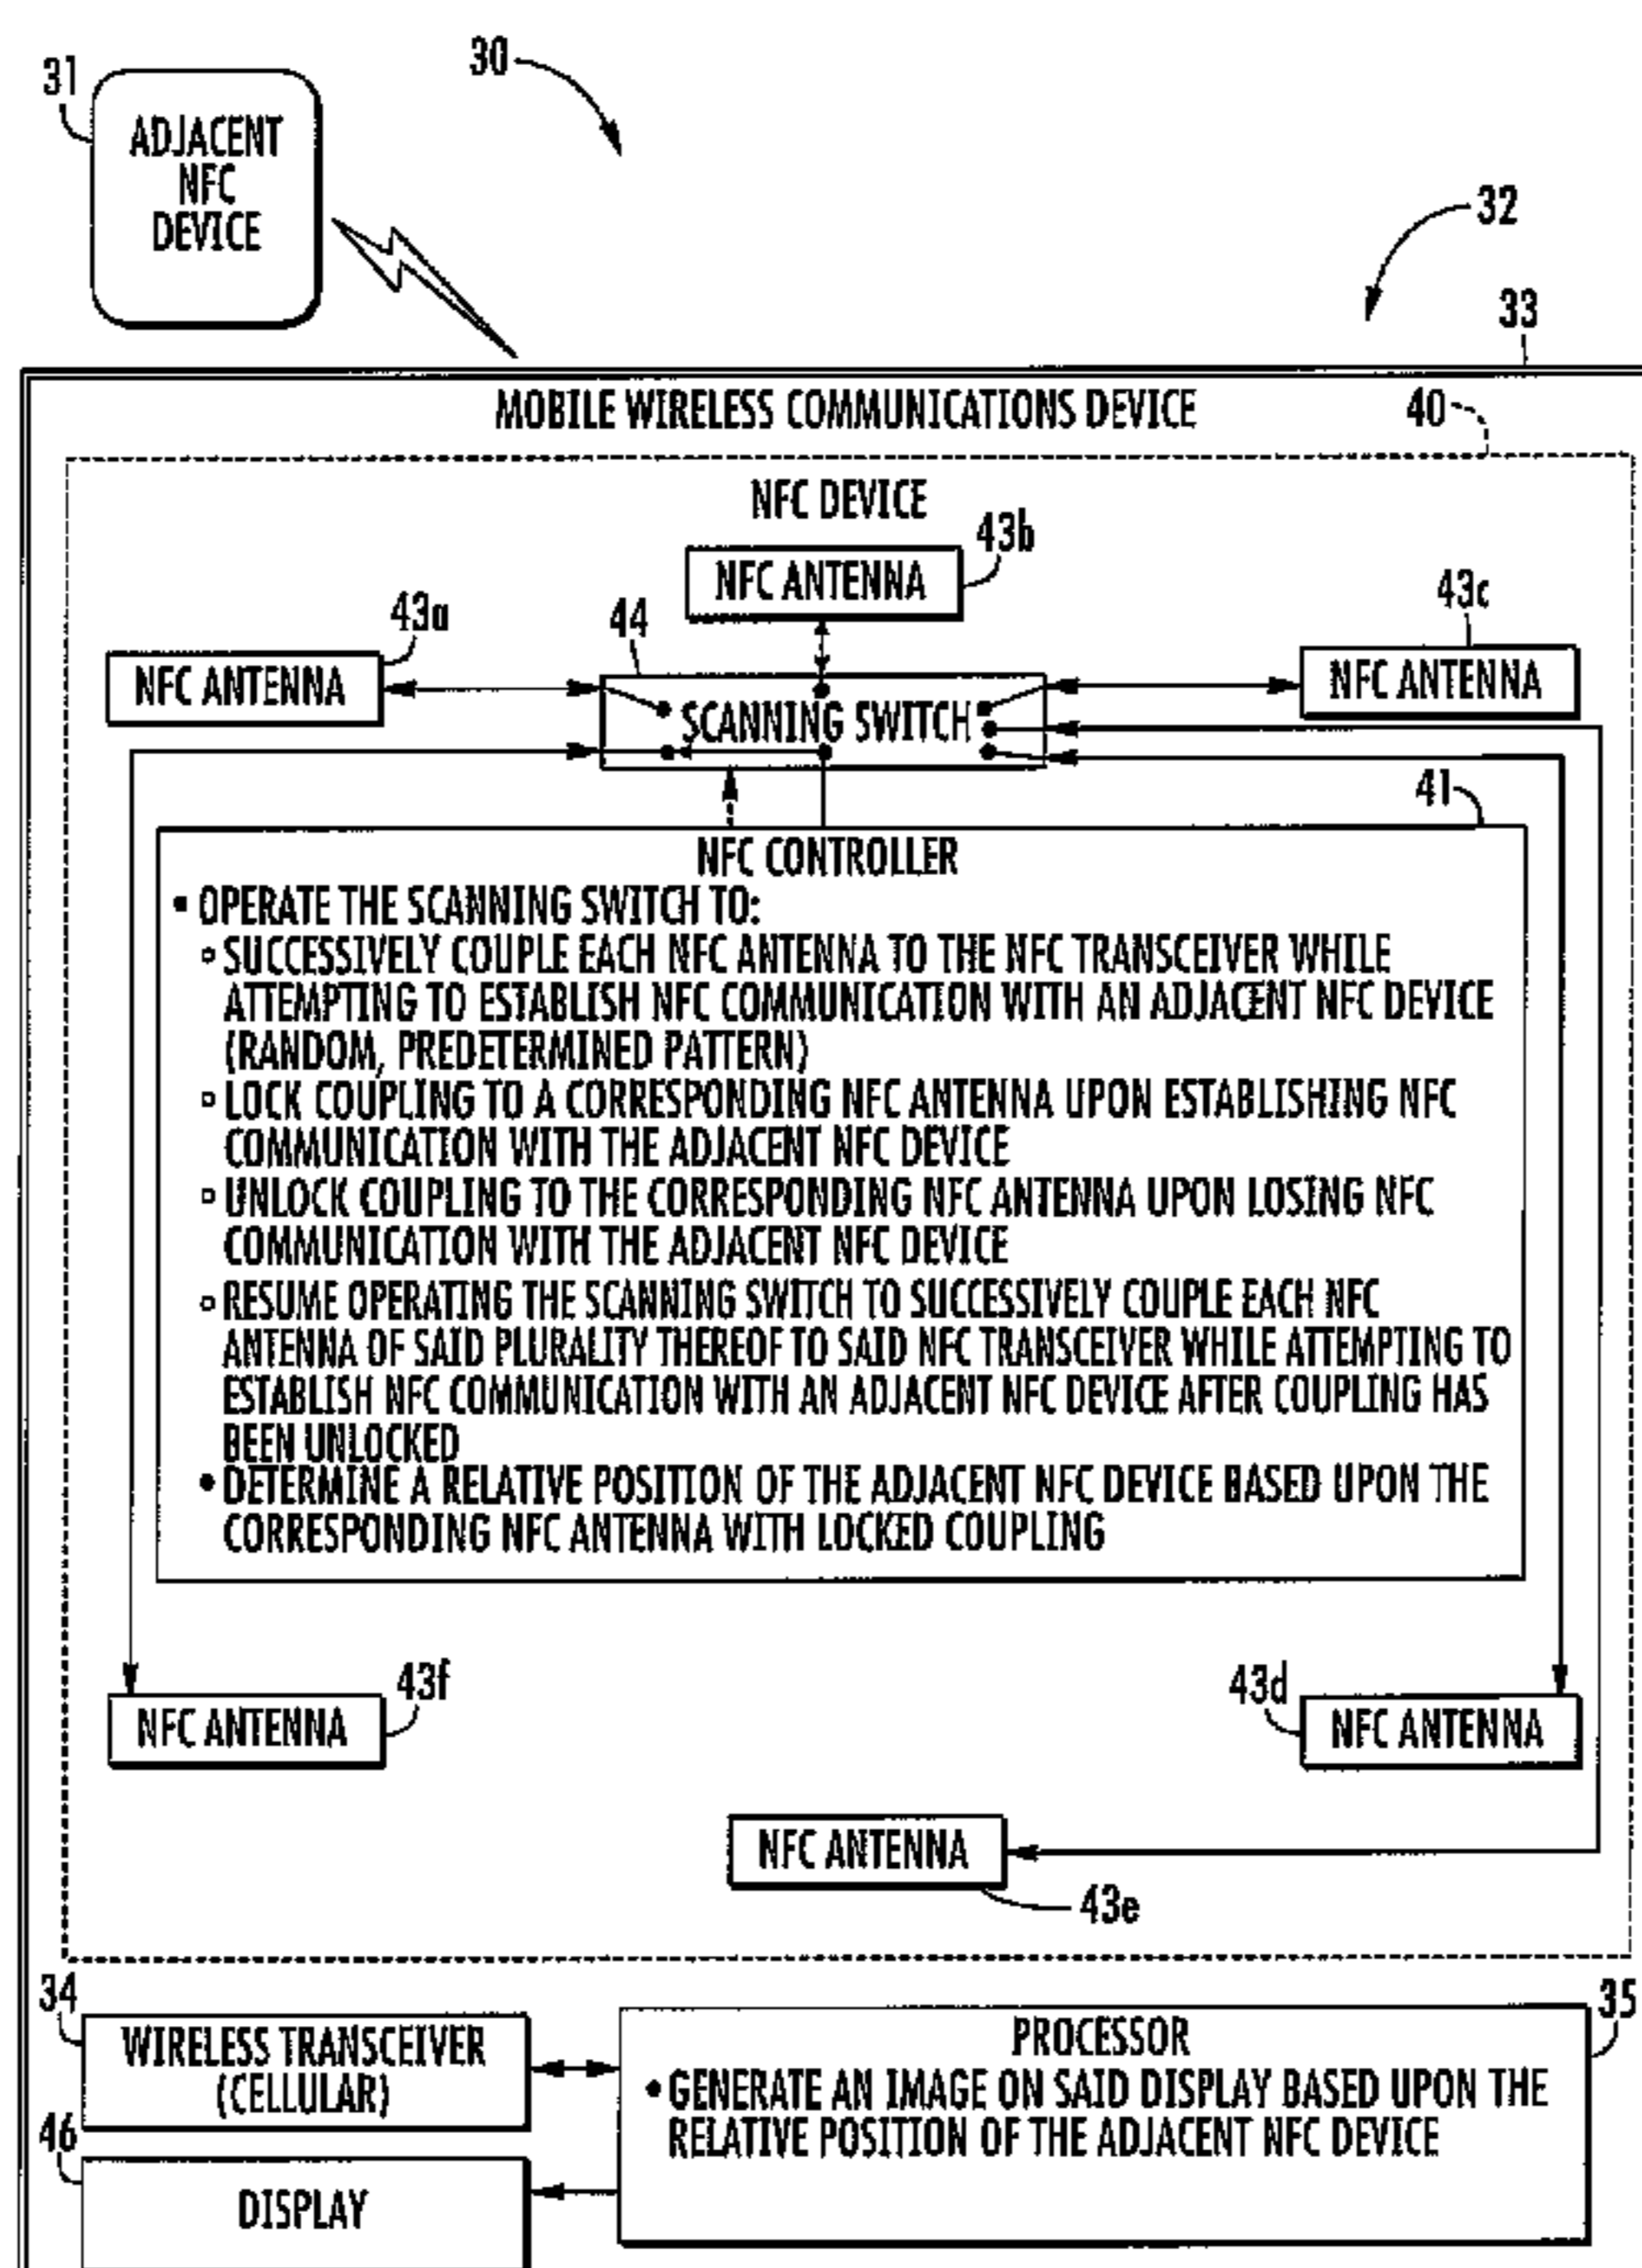 30
31
ADJACENT
NFC
DEVICE
32
33
MOBILE WIRELESS COMMUNICATIONS DEVICE
40
NFC DEVICE
43b
NFC ANTENNA
43a
44
43c
NFC ANTENNA
NFC ANTENNA
SCANNING SWITCH
41
NFC CONTROLLER
• OPERATE THE SCANNING SWITCH TO:
○ SUCCESSIVELY COUPLE EACH NFC ANTENNA TO THE NFC TRANSCEIVER WHILE
ATTEMPTING TO ESTABLISH NFC COMMUNICATION WITH AN ADJACENT NFC DEVICE
(RANDOM, PREDETERMINED PATTERN)
○ LOCK COUPLING TO A CORRESPONDING NFC ANTENNA UPON ESTABLISHING NFC
COMMUNICATION WITH THE ADJACENT NFC DEVICE
○ UNLOCK COUPLING TO THE CORRESPONDING NFC ANTENNA UPON LOSING NFC
COMMUNICATION WITH THE ADJACENT NFC DEVICE
○ RESUME OPERATING THE SCANNING SWITCH TO SUCCESSIVELY COUPLE EACH NFC
ANTENNA OF SAID PLURALITY THEREOF TO SAID NFC TRANSCEIVER WHILE ATTEMPTING TO
ESTABLISH NFC COMMUNICATION WITH AN ADJACENT NFC DEVICE AFTER COUPLING HAS
BEEN UNLOCKED
• DETERMINE A RELATIVE POSITION OF THE ADJACENT NFC DEVICE BASED UPON THE
CORRESPONDING NFC ANTENNA WITH LOCKED COUPLING
43f
43d
NFC ANTENNA
NFC ANTENNA
NFC ANTENNA
43e
34
35
WIRELESS TRANSCEIVER
(CELLULAR)
PROCESSOR
• GENERATE AN IMAGE ON SAID DISPLAY BASED UPON THE
RELATIVE POSITION OF THE ADJACENT NFC DEVICE
46
DISPLAY